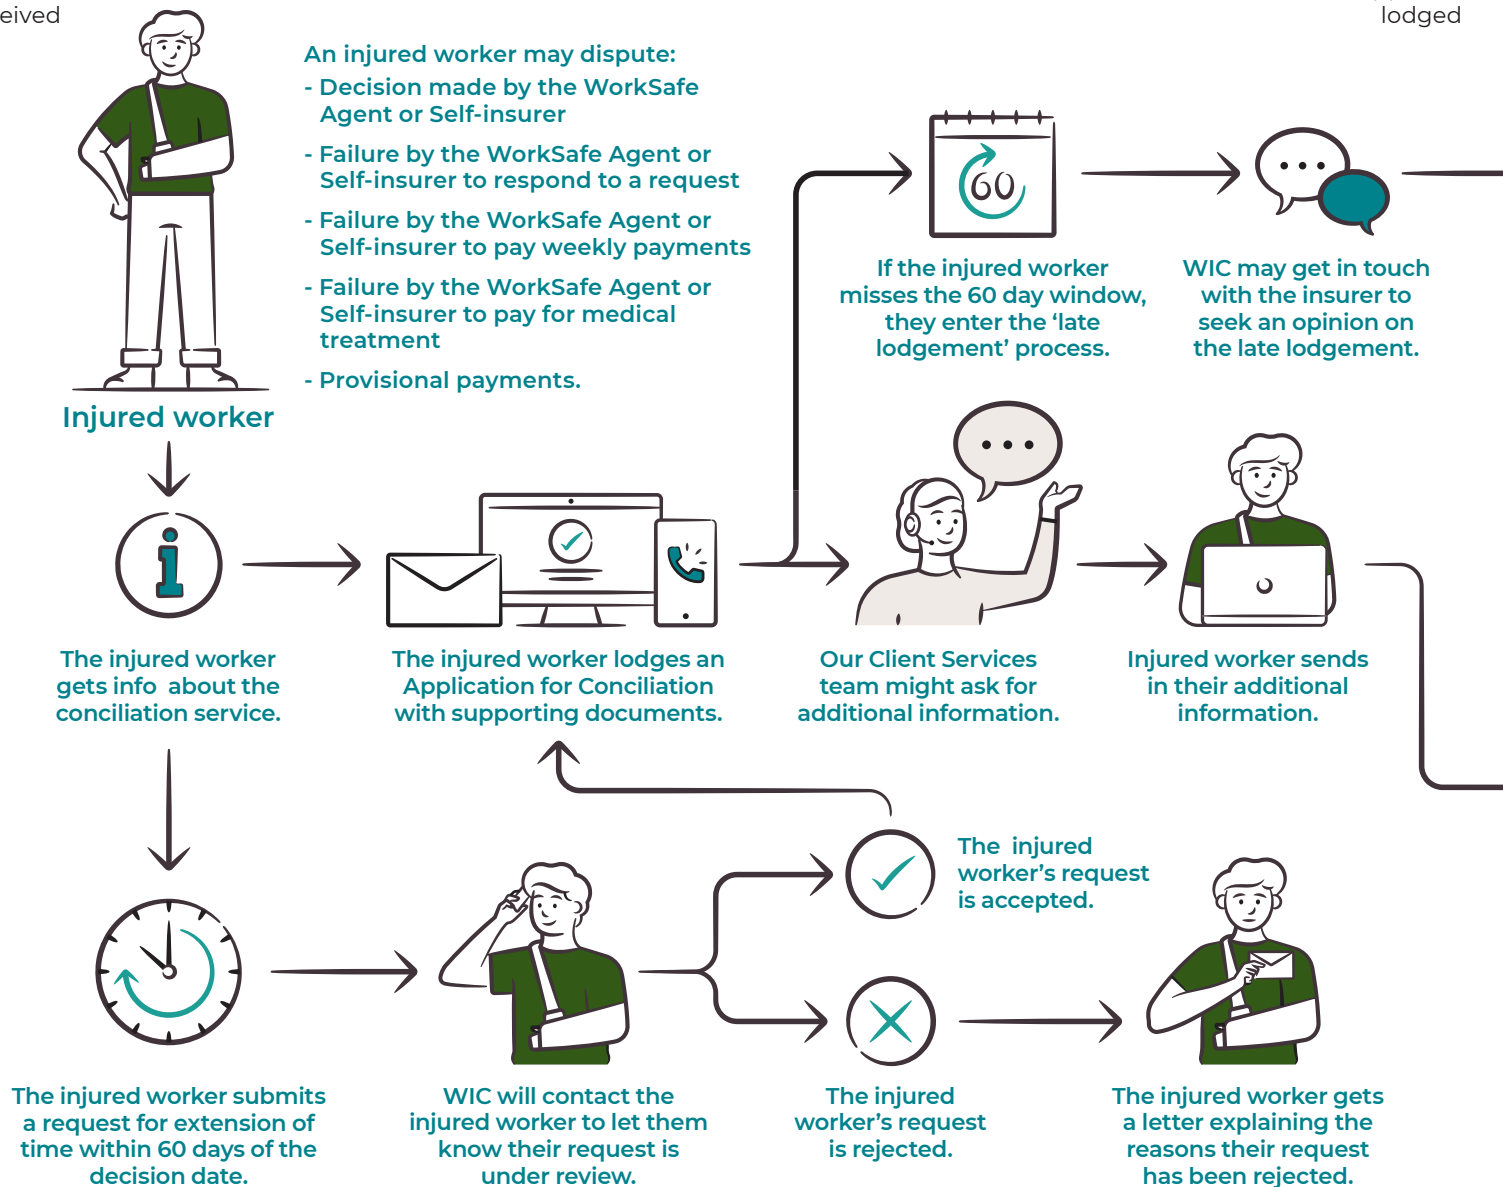 lodged
An injured worker may dispute:
- Decision made by the WorkSafe
Agent or Self-insurer
- Failure by the WorkSafe Agent or
Self-insurer to respond to a request
- Failure by the WorkSafe Agent or
Self-insurer to pay weekly payments
- Failure by the WorkSafe Agent or
Self-insurer to pay for medical
treatment
- Provisional payments.
Injured worker
60
If the injured worker
misses the 60 day window,
they enter the ‘late
lodgement’ process.
WIC may get in touch
with the insurer to
seek an opinion on
the late lodgement.
i
The injured worker
gets info about the
conciliation service.
The injured worker lodges an
Application for Conciliation
with supporting documents.
Our Client Services
team might ask for
additional information.
Injured worker sends
in their additional
information.
The injured
worker’s request
is accepted.
The injured worker submits
a request for extension of
time within 60 days of the
decision date.
WIC will contact the
injured worker to let them
know their request is
under review.
The injured
worker’s request
is rejected.
The injured worker gets
a letter explaining the
reasons their request
has been rejected.